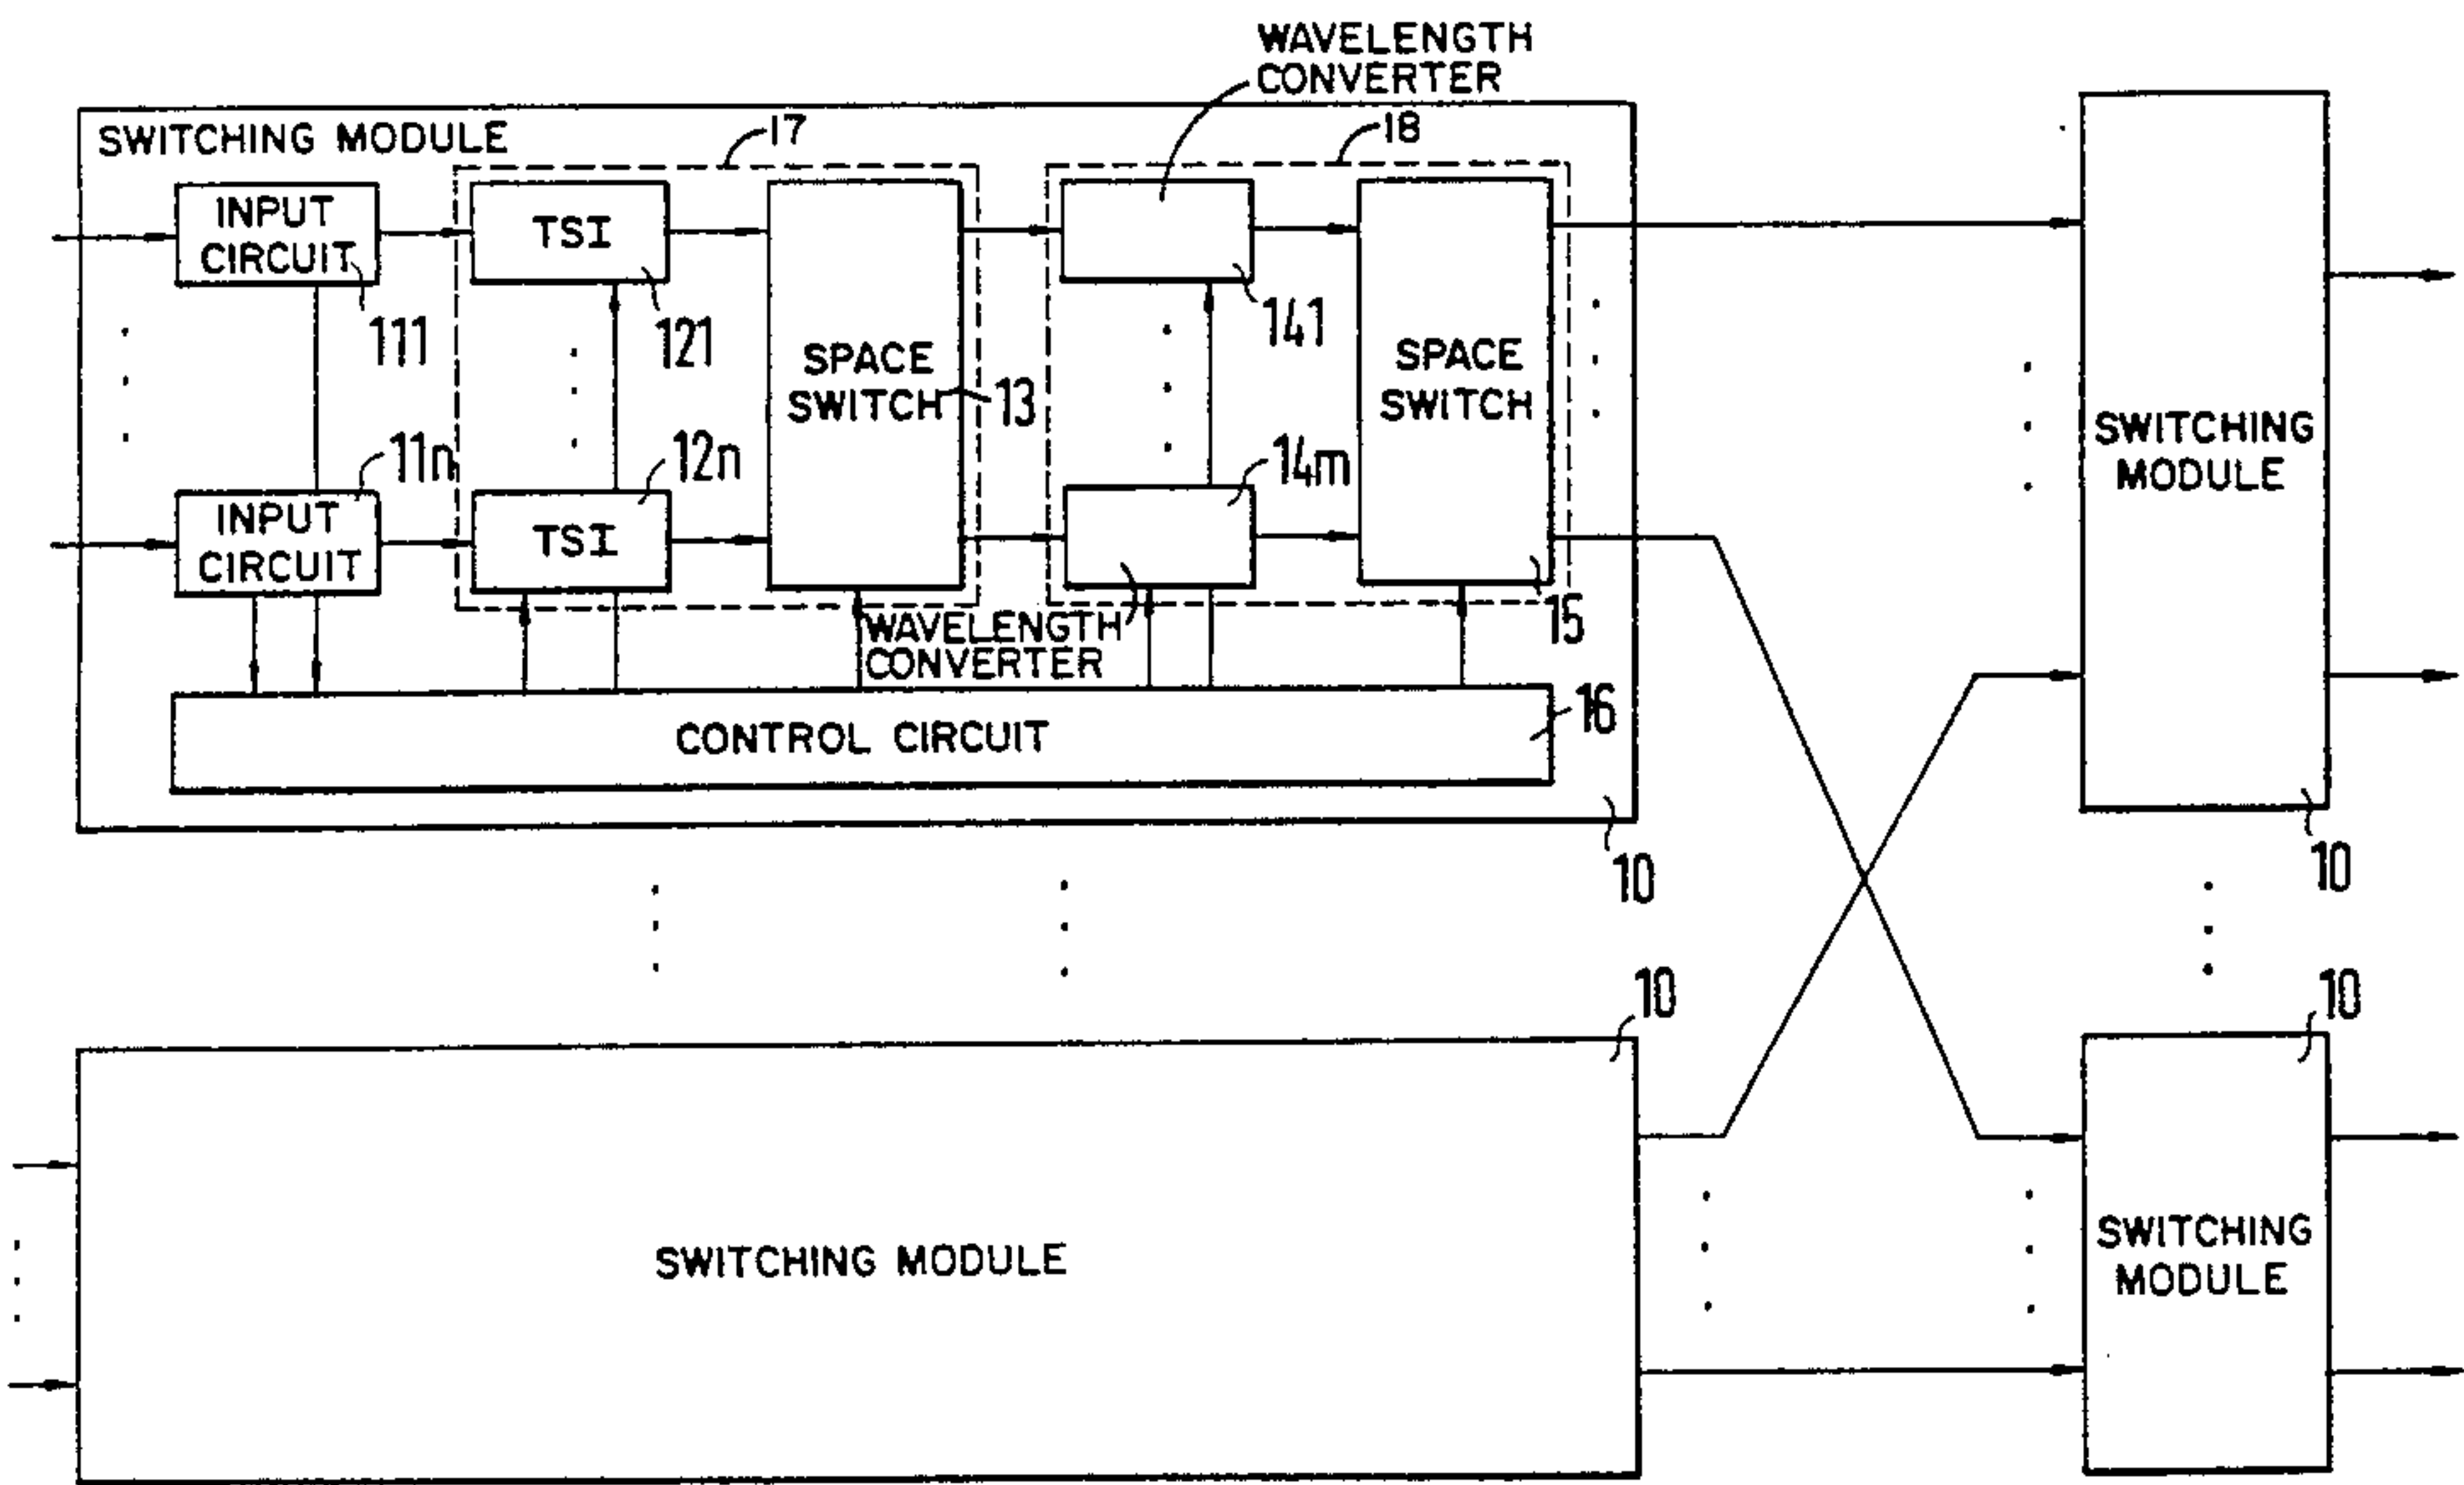 WAVELENGTH
CONVERTER
SWITCHING MODULE
17
18
INPUT
CIRCUIT
TSI
111
121
141
SPACE
SWITCH
13
SPACE
SWITCH
11n
12n
14m
INPUT
CIRCUIT
TSI
WAVELENGTH
CONVERTER
15
CONTROL CIRCUIT
16
10
SWITCHING
MODULE
10
10
SWITCHING MODULE
10
SWITCHING
MODULE